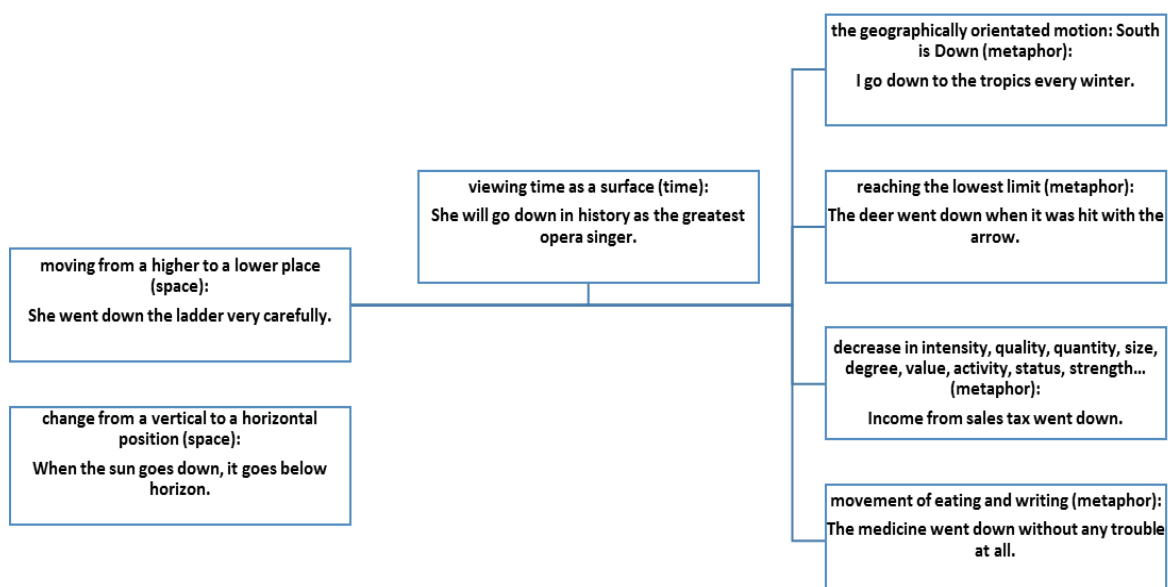 moving from a higher to a lower place
(space):
She went down the ladder very carefully.
change from a vertical to a horizontal
position (space):
When the sun goes down, it goes below
horizon.
viewing time as a surface (time):
She will go down in history as the greatest
opera singer.
the geographically orientated motion: South
is Down (metaphor):
I go down to the tropics every winter.
reaching the lowest limit (metaphor):
The deer went down when it was hit with the
arrow.
decrease in intensity, quality, quantity, size,
degree, value, activity, status, strength...
(metaphor):
Income from sales tax went down.
movement of eating and writing (metaphor):
The medicine went down without any trouble
at all.